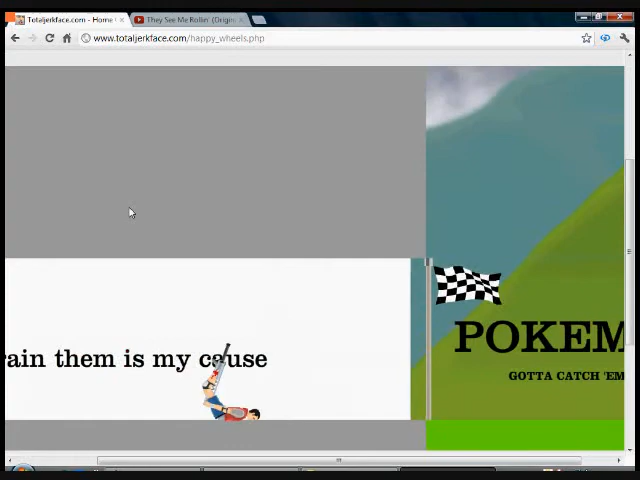 Totaljerkface.com - Home
They See Me Rollin' (Origin
www.totaljerkface.com/happy_wheels.php
rain them is my cause
POKEM
GOTTA CATCH 'EM